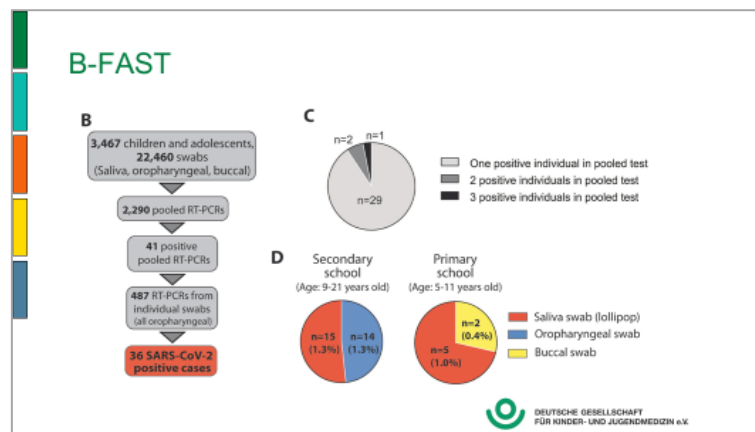 B-FAST
B
3,467 children and adolescents,
22,460 swabs
(Saliva, oropharyngeal, buccal)
2,290 pooled RT-PCRs
41 positive
pooled RT-PCRs
487 RT-PCRs from
individual swabs
(all oropharyngeal)
36 SARS-CoV-2
positive cases
C
n=2
n=1
n=29
One positive individual in pooled test
2 positive individuals in pooled test
3 positive individuals in pooled test
D
Secondary
school
(Age: 9-21 years old)
n=15
(1.3%)
n=14
(1.3%)
Primary
school
(Age: 5-11 years old)
n=2
(0.4%)
n=5
(1.0%)
Saliva swab (lollipop)
Oropharyngeal swab
Buccal swab
DEUTSCHE GESELLSCHAFT
FÜR KINDER- UND JUGENDMEDIZIN e.V.